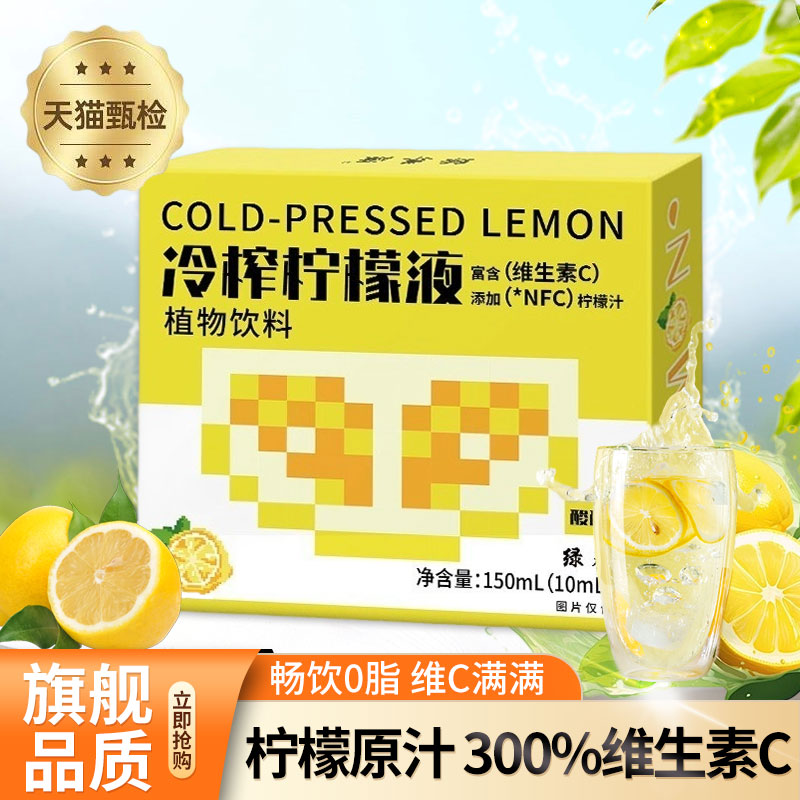 天猫甄检
COLD-PRESSED LEMON
冷榨柠檬液
富含(维生素C)
添加(*NFC)柠檬汁
植物饮料
净含量:150mL(10mL
图片仅
畅饮0脂 维C满满
旗舰
品质
立即抢购
柠檬原汁 300%维生素C